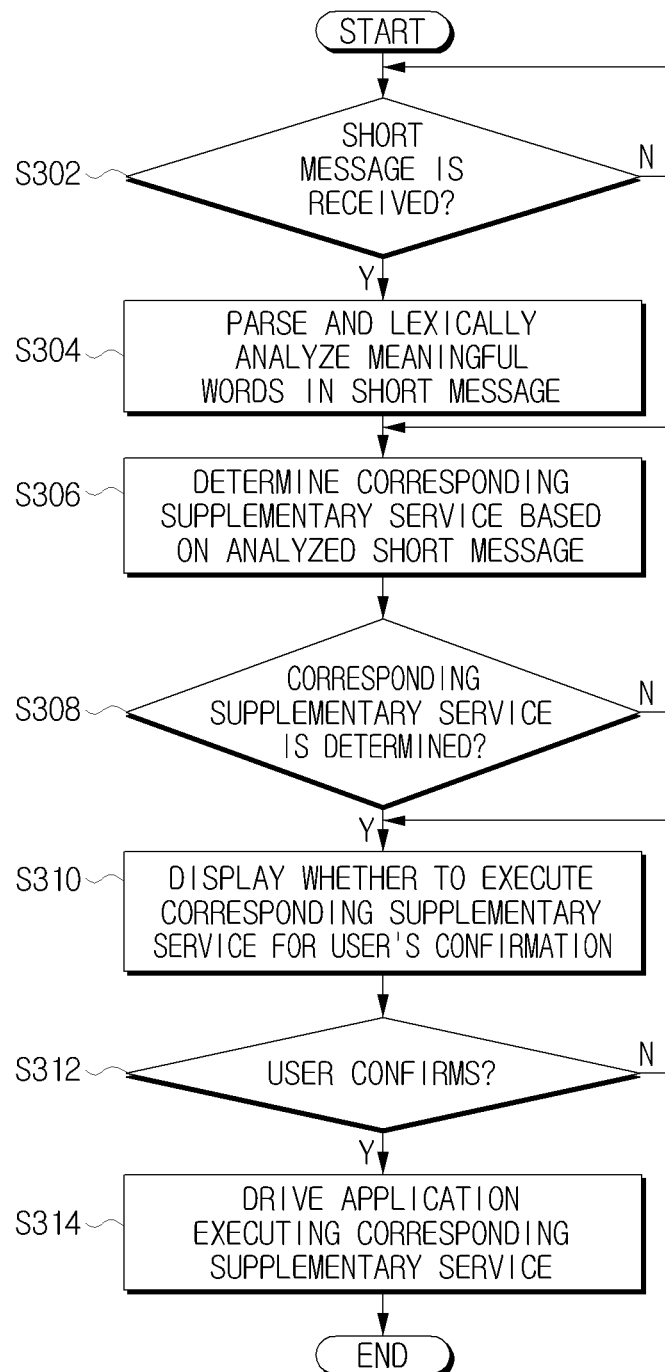 START
S302
SHORT
MESSAGE IS
RECEIVED?
N
Y
S304
PARSE AND LEXICALLY
ANALYZE MEANINGFUL
WORDS IN SHORT MESSAGE
S306
DETERMINE CORRESPONDING
SUPPLEMENTARY SERVICE BASED
ON ANALYZED SHORT MESSAGE
S308
CORRESPONDING
SUPPLEMENTARY SERVICE
IS DETERMINED?
N
Y
S310
DISPLAY WHETHER TO EXECUTE
CORRESPONDING SUPPLEMENTARY
SERVICE FOR USER'S CONFIRMATION
S312
USER CONFIRMS?
N
Y
S314
DRIVE APPLICATION
EXECUTING CORRESPONDING
SUPPLEMENTARY SERVICE
END